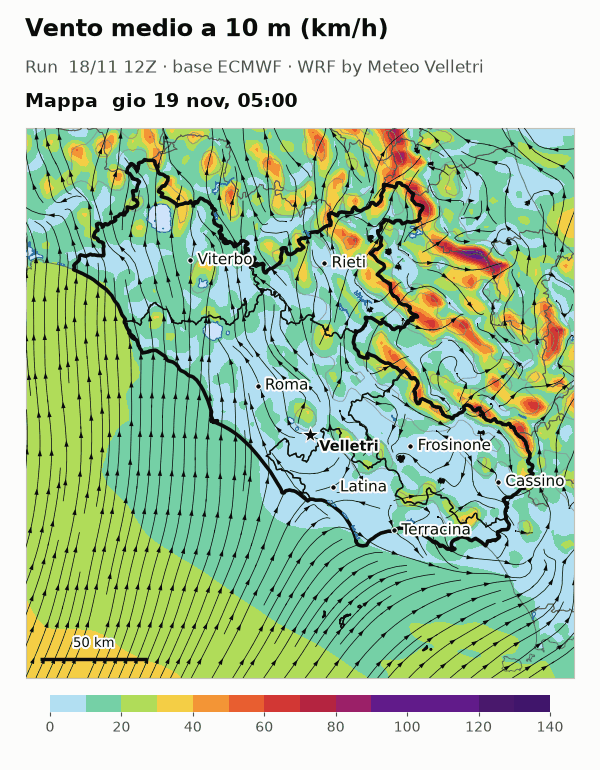 Vento medio a 10 m (km/h)
Run  18/11 12Z · base ECMWF · WRF by Meteo Velletri
Mappa  gio 19 nov, 05:00
Viterbo
Rieti
Roma
Velletri
Frosinone
Cassino
Latina
Terracina
50 km
0 20 40 60 80 100 120 140